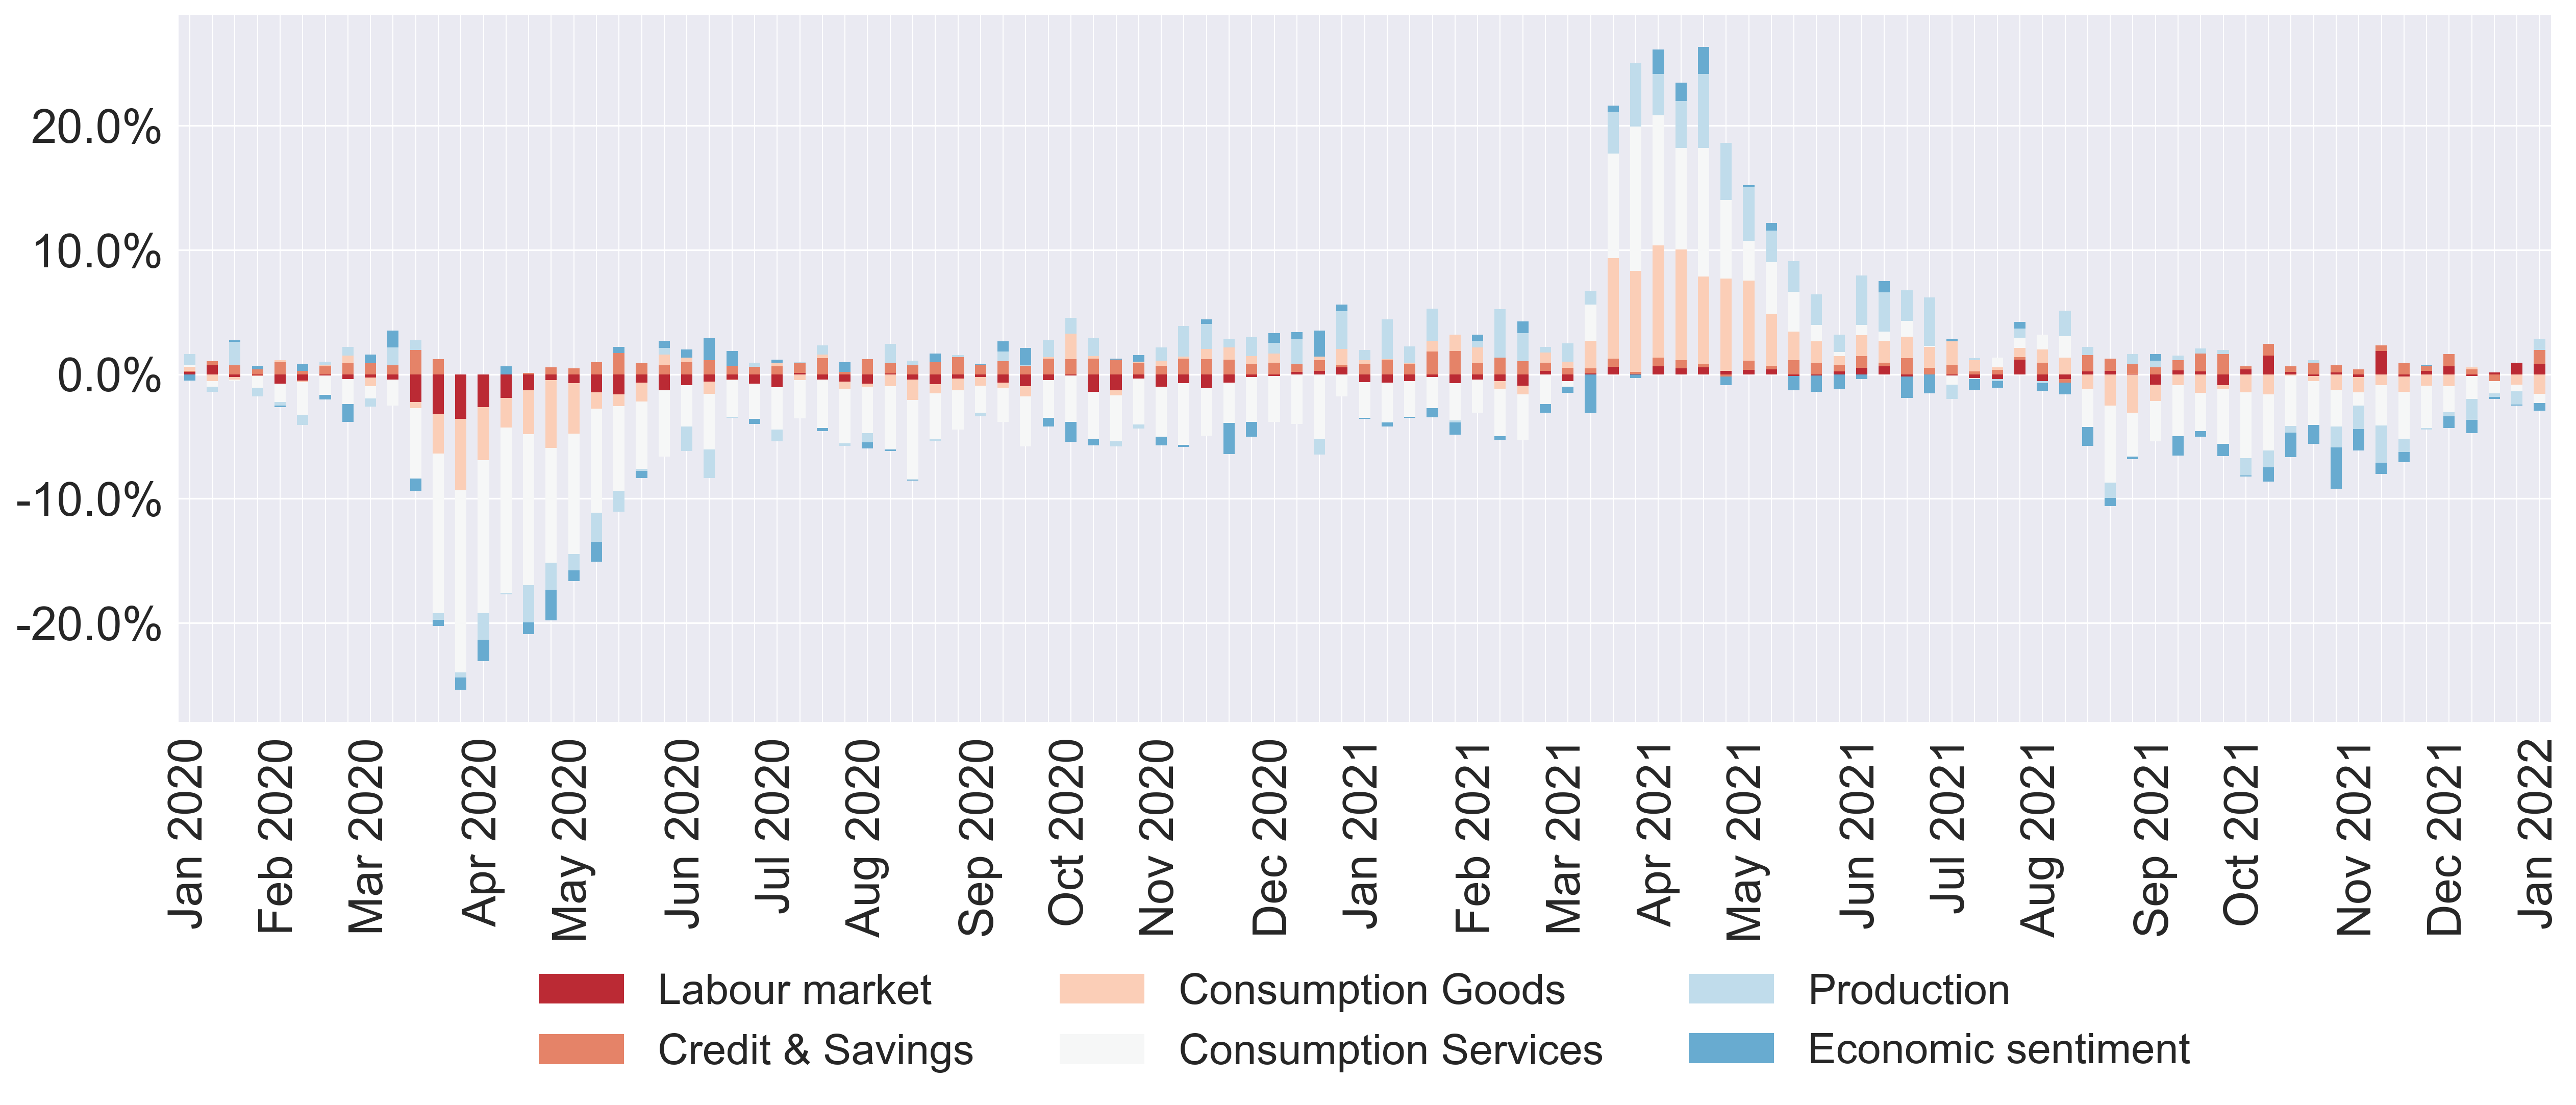 20.0%
10.0%
0.0%
-10.0%
-20.0%
Jan 2020
Feb 2020
Mar 2020
Apr 2020
May 2020
Jun 2020
Jul 2020
Aug 2020
Sep 2020
Oct 2020
Nov 2020
Dec 2020
Jan 2021
Feb 2021
Mar 2021
Apr 2021
May 2021
Jun 2021
Jul 2021
Aug 2021
Sep 2021
Oct 2021
Nov 2021
Dec 2021
Jan 2022
Labour market
Credit & Savings
Consumption Goods
Consumption Services
Production
Economic sentiment